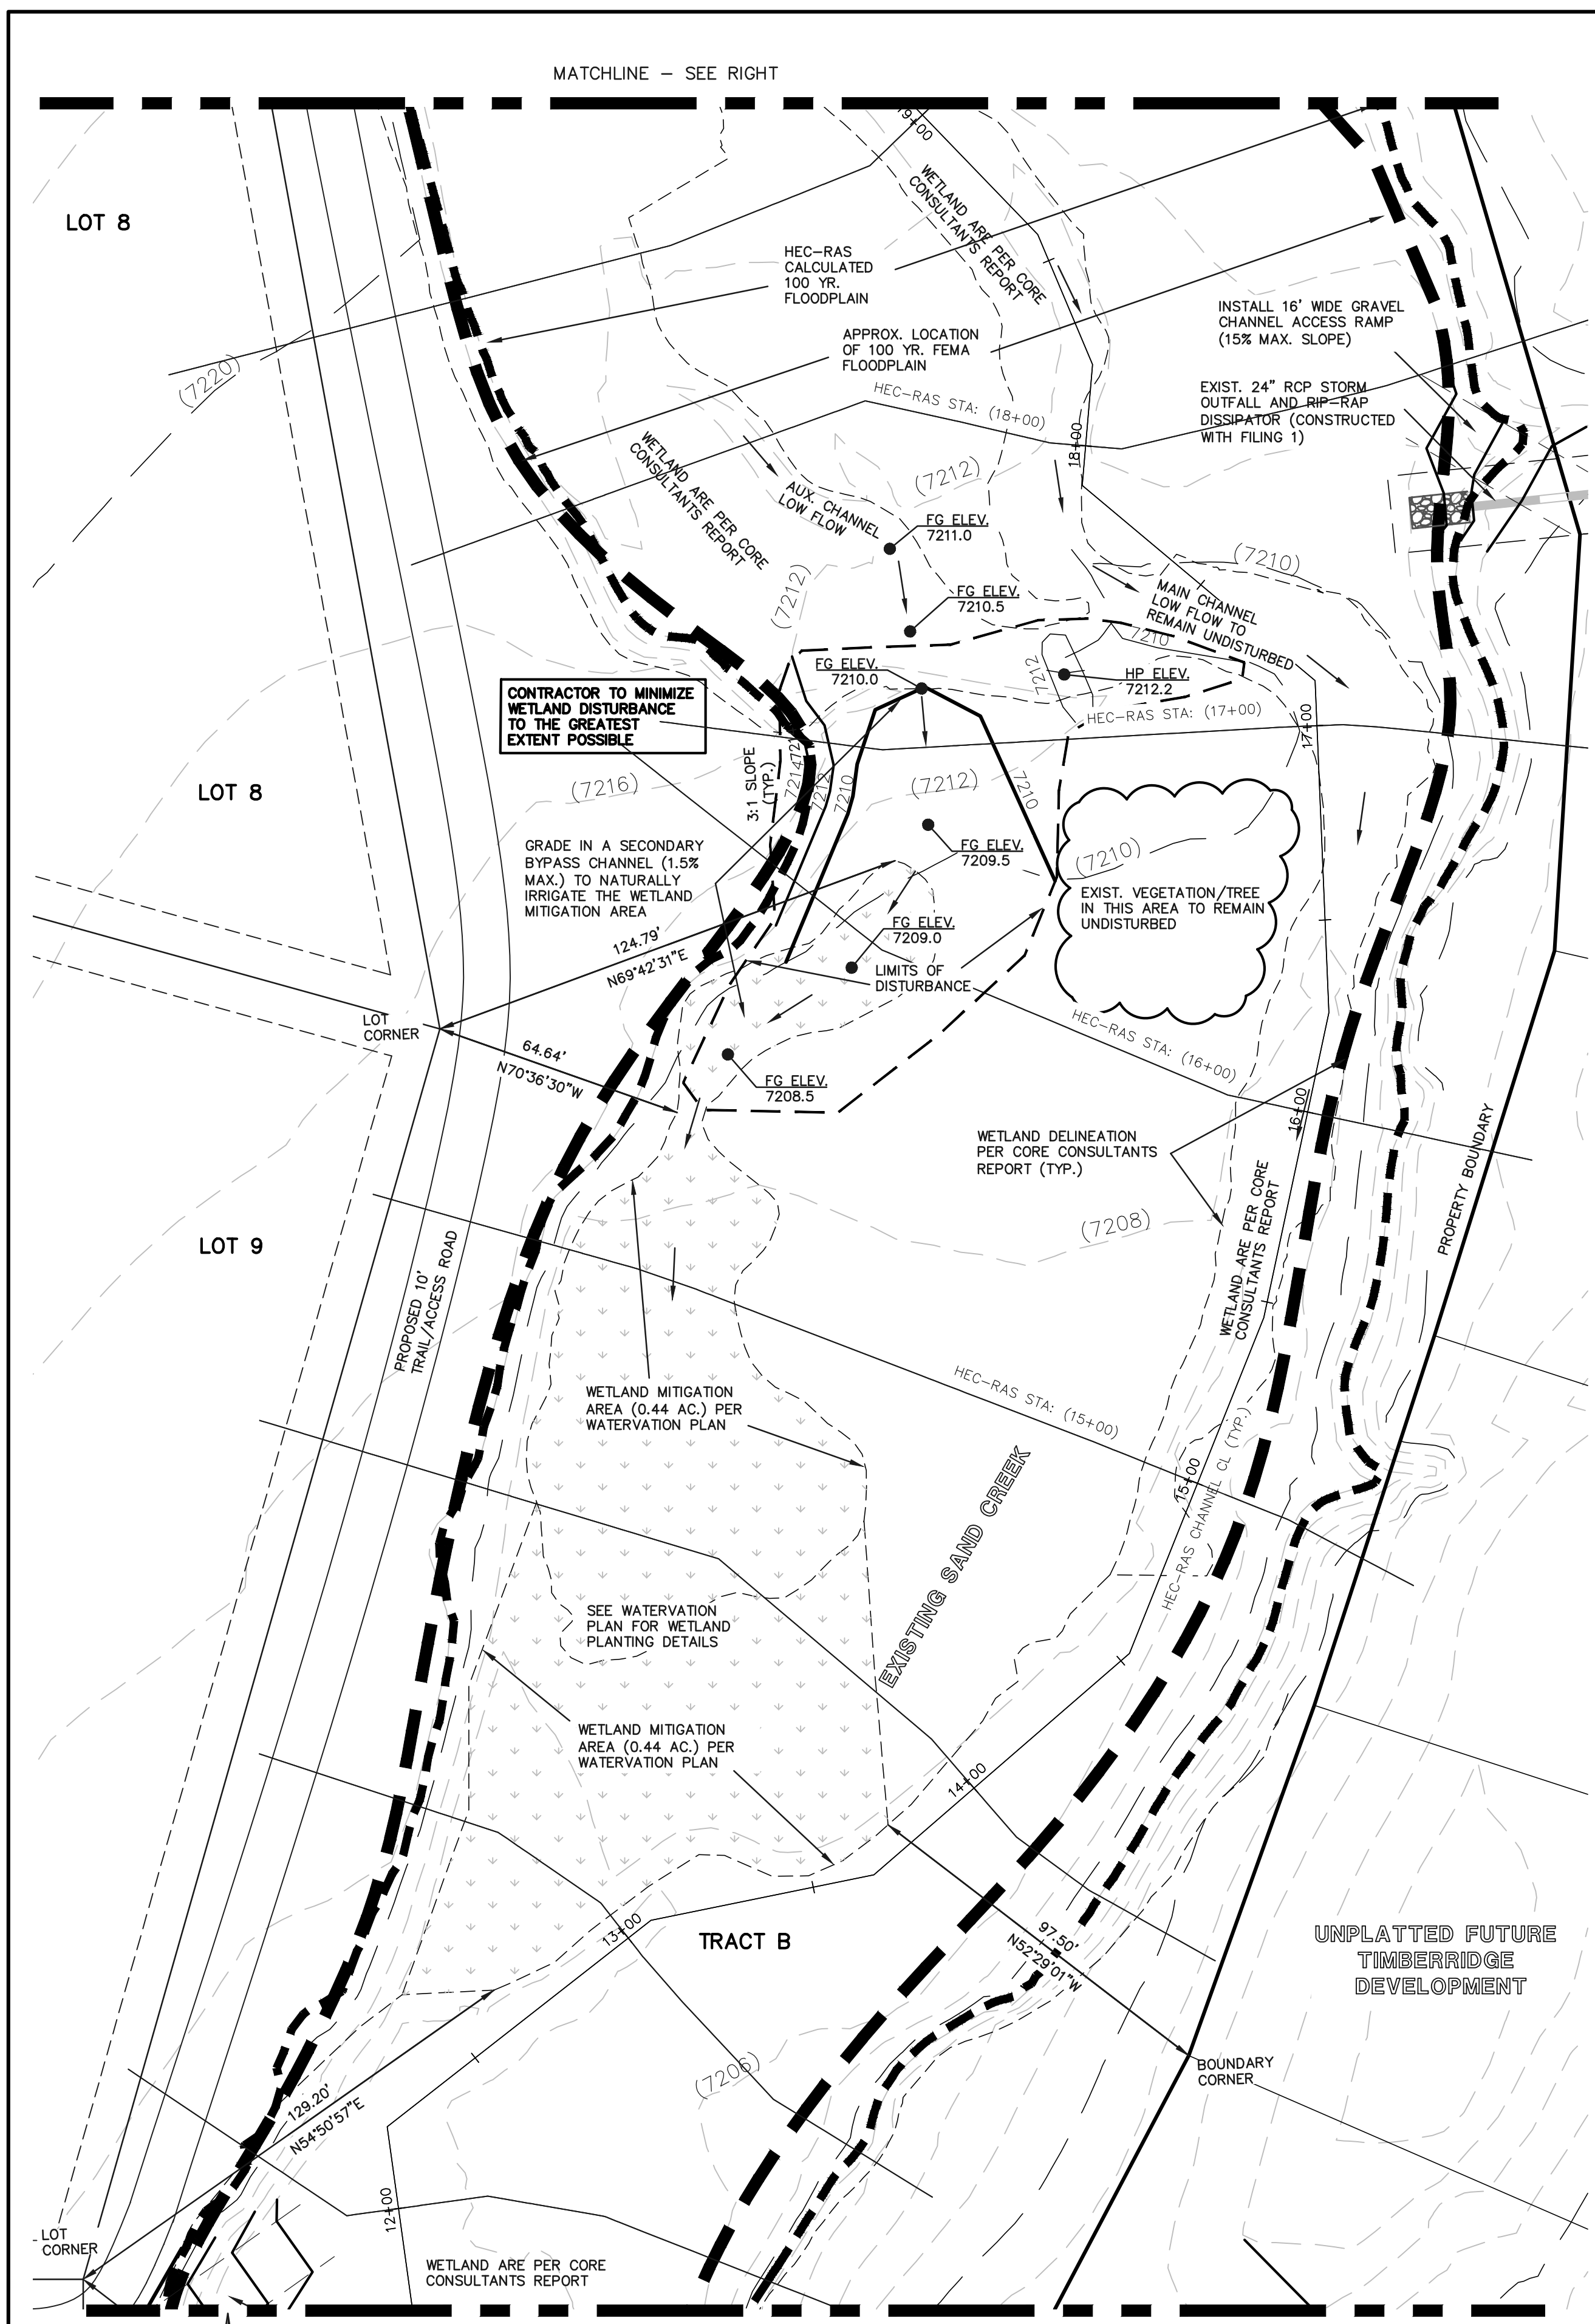 MATCHLINE – SEE RIGHT
19+00
LOT 8
WETLAND ARE PER CORE
CONSULTANTS REPORT
HEC–RAS
CALCULATED
100 YR.
FLOODPLAIN
INSTALL 16' WIDE GRAVEL
CHANNEL ACCESS RAMP
(15% MAX. SLOPE)
APPROX. LOCATION
OF 100 YR. FEMA
FLOODPLAIN
(7220)
HEC–RAS STA: (18+00)
EXIST. 24" RCP STORM
OUTFALL AND RIP–RAP
DISSIPATOR (CONSTRUCTED
WITH FILING 1)
18+00
WETLAND ARE PER CORE
CONSULTANTS REPORT
(7212)
AUX. CHANNEL
LOW FLOW
FG ELEV.
7211.0
(7210)
(7212)
FG ELEV.
7210.5
MAIN CHANNEL
LOW FLOW TO
REMAIN UNDISTURBED
7210
7212
FG ELEV.
7210.0
HP ELEV.
7212.2
CONTRACTOR TO MINIMIZE
WETLAND DISTURBANCE
TO THE GREATEST
EXTENT POSSIBLE
HEC–RAS STA: (17+00)
17+00
3:1 SLOPE
(TYP.)
7214
7212
7210
7210
(7216)
(7212)
LOT 8
GRADE IN A SECONDARY
BYPASS CHANNEL (1.5%
MAX.) TO NATURALLY
IRRIGATE THE WETLAND
MITIGATION AREA
FG ELEV.
7209.5
(7210)
EXIST. VEGETATION/TREE
IN THIS AREA TO REMAIN
UNDISTURBED
124.79'
N69°42'31"E
FG ELEV.
7209.0
LIMITS OF
DISTURBANCE
LOT
CORNER
64.64'
N70°36'30"W
HEC–RAS STA: (16+00)
FG ELEV.
7208.5
16+00
WETLAND DELINEATION
PER CORE CONSULTANTS
REPORT (TYP.)
PROPERTY BOUNDARY
WETLAND ARE PER CORE
CONSULTANTS REPORT
(7208)
LOT 9
PROPOSED 10'
TRAIL/ACCESS ROAD
HEC–RAS STA: (15+00)
WETLAND MITIGATION
AREA (0.44 AC.) PER
WATERVATION PLAN
15+00
HEC–RAS CHANNEL CL (TYP.)
EXISTING SAND CREEK
SEE WATERVATION
PLAN FOR WETLAND
PLANTING DETAILS
WETLAND MITIGATION
AREA (0.44 AC.) PER
WATERVATION PLAN
14+00
13+00
TRACT B
97.50'
N52°29'01"W
UNPLATTED FUTURE
TIMBERRIDGE
DEVELOPMENT
(7206)
BOUNDARY
CORNER
129.20'
N54°50'57"E
12+00
LOT
CORNER
WETLAND ARE PER CORE
CONSULTANTS REPORT